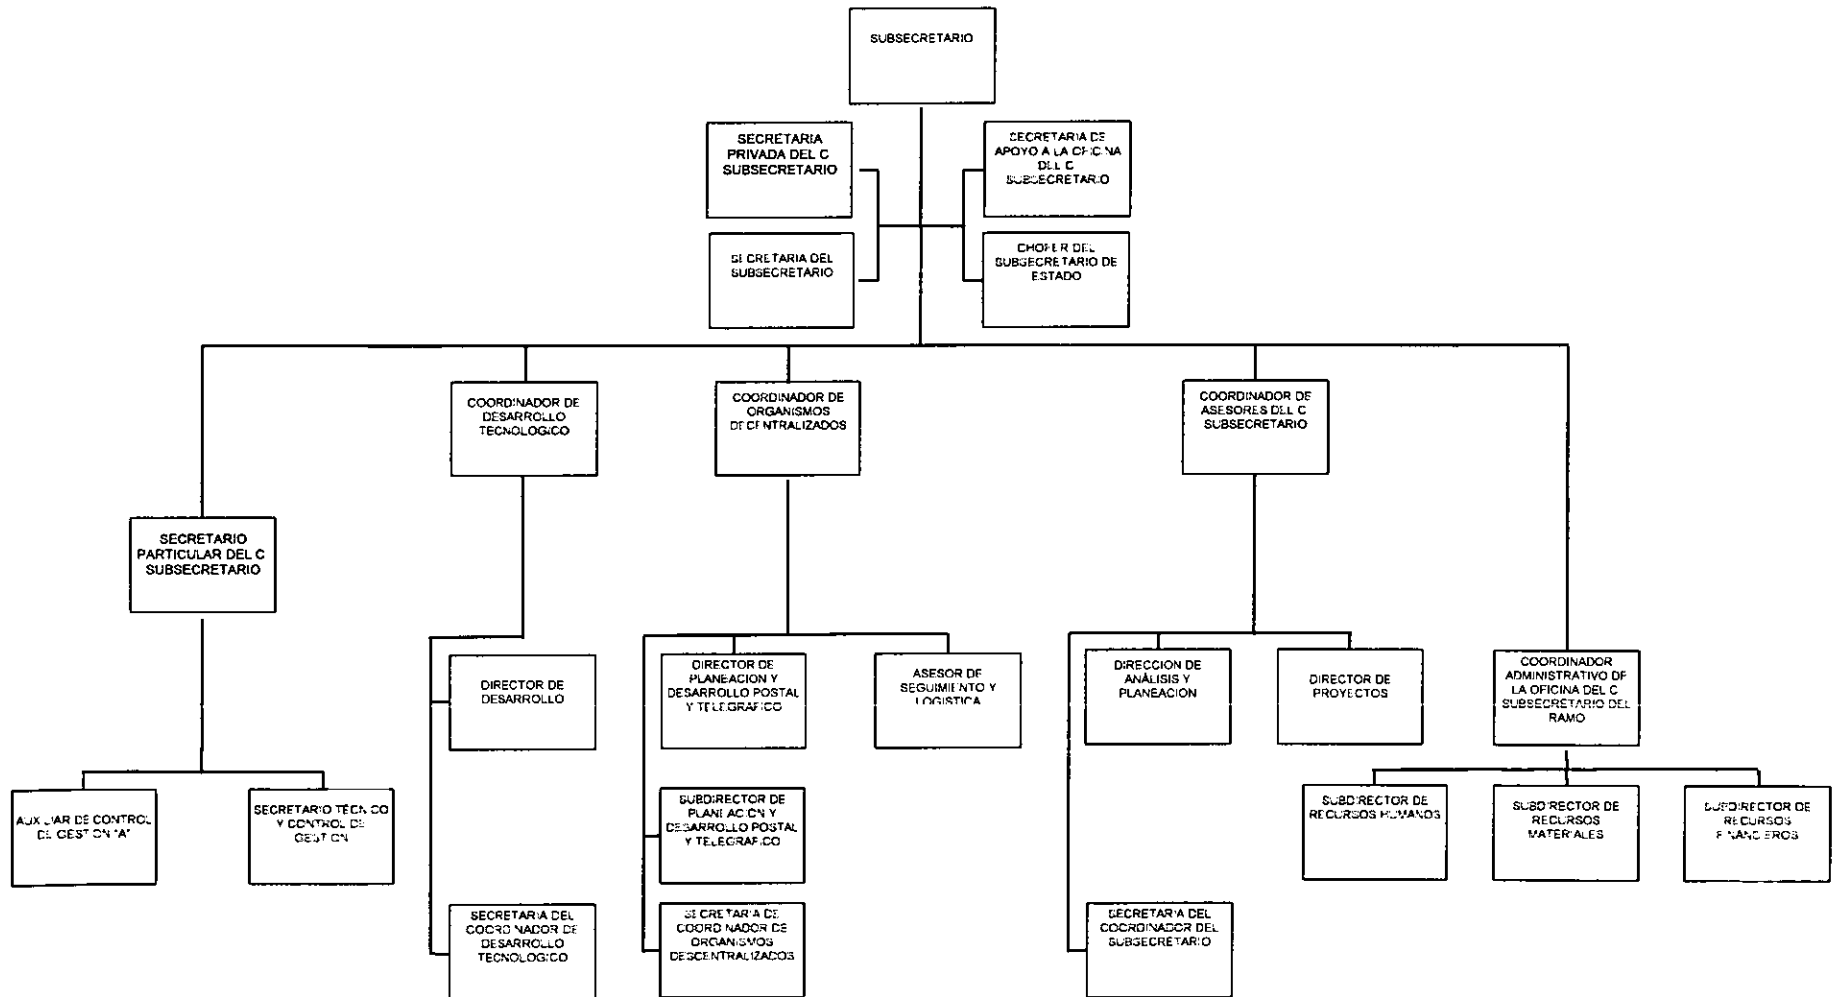 SUBSECRETARIO
SECRETARIA
PRIVADA DEL C
SUBSECRETARIO
SECRETARIA DE
APOYO A LA OFICINA
DEL C
SUBSECRETARIO
SECRETARIA DEL
SUBSECRETARIO
CHOFER DEL
SUBSECRETARIO DE
ESTADO
COORDINADOR DE
DESARROLLO
TECNOLOGICO
COORDINADOR DE
ORGANISMOS
DECENTRALIZADOS
COORDINADOR DE
ASESORES DEL C
SUBSECRETARIO
SECRETARIO
PARTICULAR DEL C
SUBSECRETARIO
DIRECTOR DE
DESARROLLO
DIRECTOR DE
PLANEACION Y
DESARROLLO POSTAL
Y TELEGRAFICO
ASESOR DE
SEGUIMIENTO Y
LOGISTICA
DIRECCION DE
ANÁLISIS Y
PLANEACION
DIRECTOR DE
PROYECTOS
COORDINADOR
ADMINISTRATIVO DE
LA OFICINA DEL C
SUBSECRETARIO DEL
RAMO
AUXILIAR DE CONTROL
DE GESTION "A"
SECRETARIO TECNICO
Y CONTROL DE
GESTION
SUBDIRECTOR DE
PLANEACION Y
DESARROLLO POSTAL
Y TELEGRAFICO
SUBDIRECTOR DE
RECURSOS HUMANOS
SUBDIRECTOR DE
RECURSOS
MATERIALES
SUBDIRECTOR DE
RECURSOS
FINANCIEROS
SECRETARIA DEL
COORDINADOR DE
DESARROLLO
TECNOLOGICO
SECRETARIA DE
COORDINADOR DE
ORGANISMOS
DESCENTRALIZADOS
SECRETARIA DEL
COORDINADOR DEL
SUBSECRETARIO